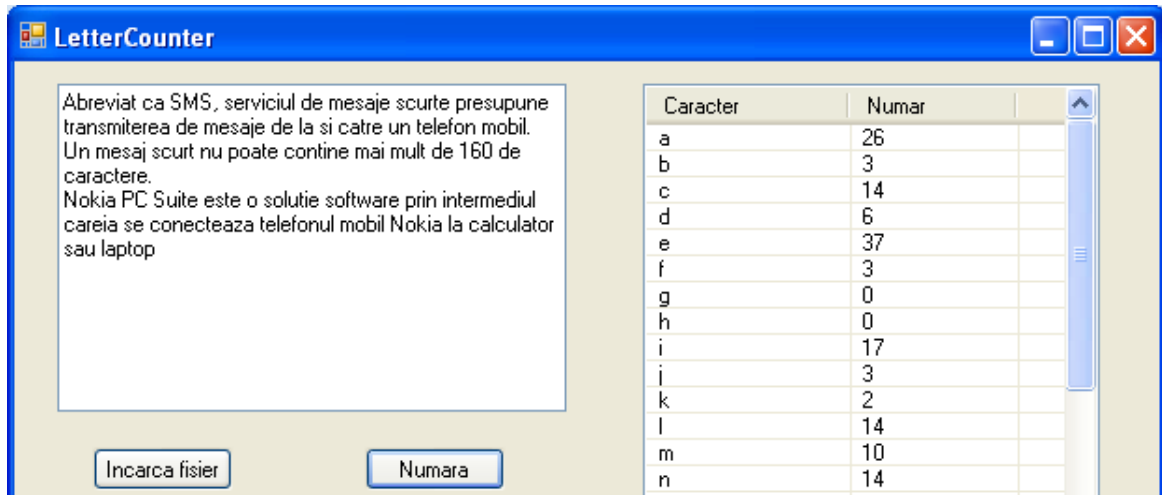 LetterCounter
Abreviat ca SMS, serviciul de mesaje scurte presupune
transmiterea de mesaje de la si catre un telefon mobil.
Un mesaj scurt nu poate contine mai mult de 160 de
caractere.
Nokia PC Suite este o solutie software prin intermediul
careia se conecteaza telefonul mobil Nokia la calculator
sau laptop
Incarca fisier
Numara
Caracter Numar
a 26
b 3
c 14
d 6
e 37
f 3
g 0
h 0
i 17
j 3
k 2
l 14
m 10
n 14